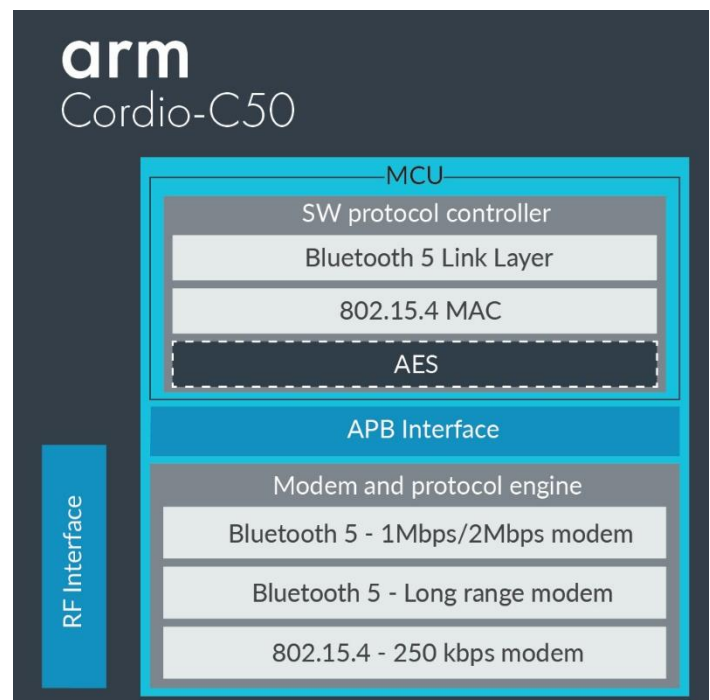 arm
Cordio-C50
MCU
SW protocol controller
Bluetooth 5 Link Layer
802.15.4 MAC
AES
APB Interface
Modem and protocol engine
Bluetooth 5 - 1Mbps/2Mbps modem
Bluetooth 5 - Long range modem
802.15.4 - 250 kbps modem
RF Interface